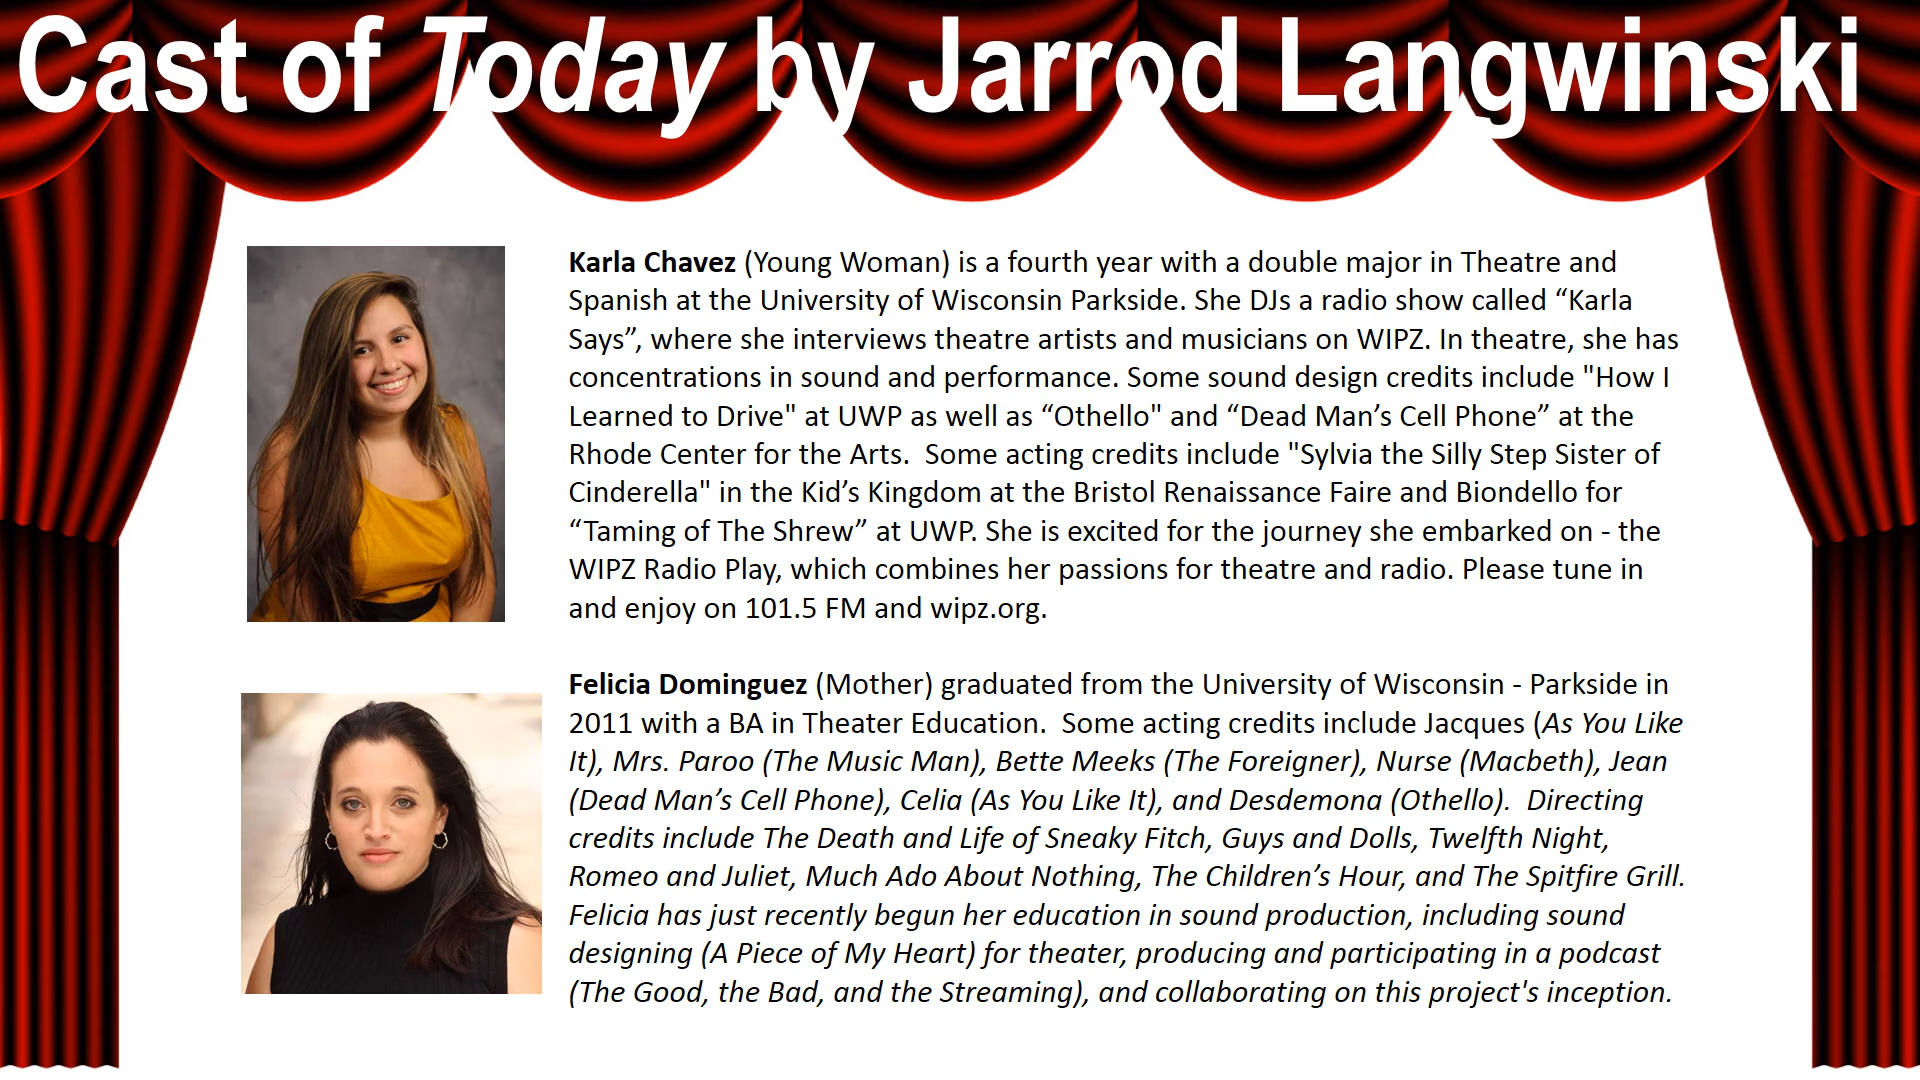 Cast of Today by Jarrod Langwinski
Karla Chavez (Young Woman) is a fourth year with a double major in Theatre and
Spanish at the University of Wisconsin Parkside. She DJs a radio show called “Karla
Says”, where she interviews theatre artists and musicians on WIPZ. In theatre, she has
concentrations in sound and performance. Some sound design credits include "How I
Learned to Drive" at UWP as well as “Othello" and “Dead Man’s Cell Phone” at the
Rhode Center for the Arts.  Some acting credits include "Sylvia the Silly Step Sister of
Cinderella" in the Kid’s Kingdom at the Bristol Renaissance Faire and Biondello for
“Taming of The Shrew” at UWP. She is excited for the journey she embarked on - the
WIPZ Radio Play, which combines her passions for theatre and radio. Please tune in
and enjoy on 101.5 FM and wipz.org.
Felicia Dominguez (Mother) graduated from the University of Wisconsin - Parkside in
2011 with a BA in Theater Education.  Some acting credits include Jacques (As You Like
It), Mrs. Paroo (The Music Man), Bette Meeks (The Foreigner), Nurse (Macbeth), Jean
(Dead Man’s Cell Phone), Celia (As You Like It), and Desdemona (Othello).  Directing
credits include The Death and Life of Sneaky Fitch, Guys and Dolls, Twelfth Night,
Romeo and Juliet, Much Ado About Nothing, The Children’s Hour, and The Spitfire Grill.
Felicia has just recently begun her education in sound production, including sound
designing (A Piece of My Heart) for theater, producing and participating in a podcast
(The Good, the Bad, and the Streaming), and collaborating on this project's inception.